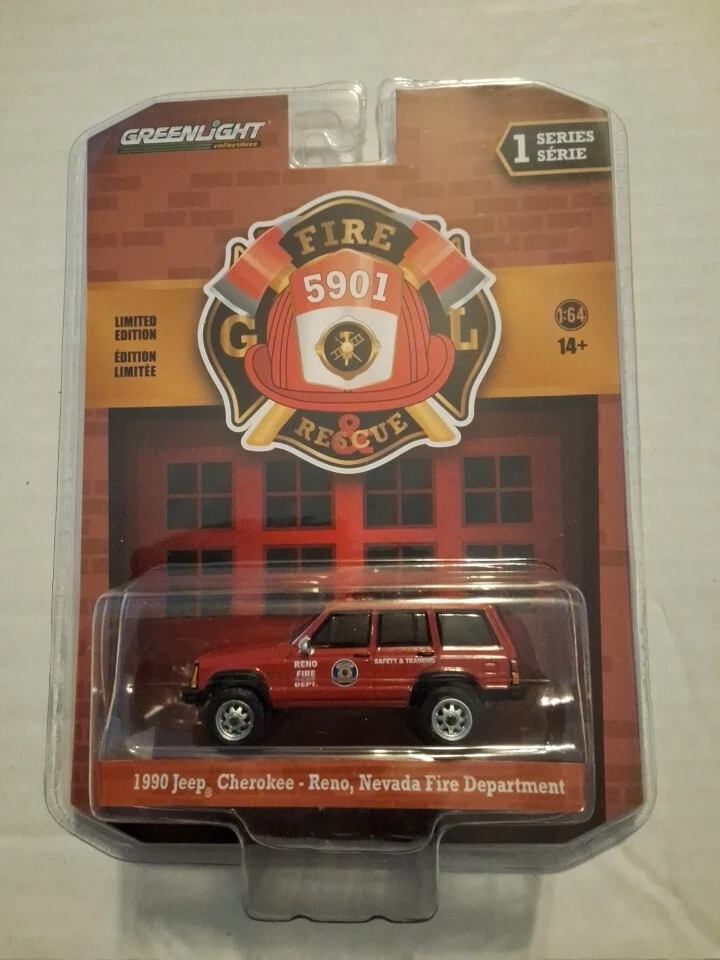 GREENLiGHT
collectibles
1 SERIES
SÉRIE
FIRE
5901
G L
& 
RESCUE
LIMITED
EDITION
ÉDITION
LIMITÉE
1:64
14+
RENO
FIRE
DEPT.
SAFETY & TRAINING
1990 Jeep® Cherokee - Reno, Nevada Fire Department